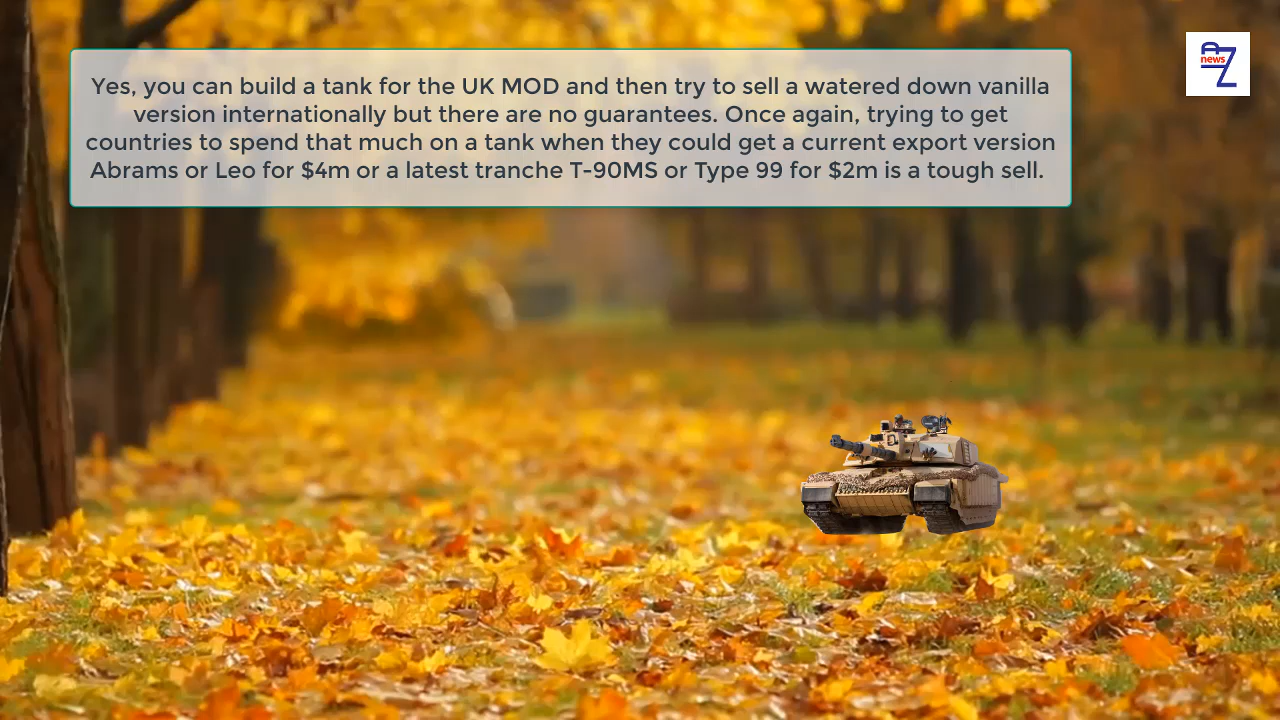 Yes, you can build a tank for the UK MOD and then try to sell a watered down vanilla
version internationally but there are no guarantees. Once again, trying to get
countries to spend that much on a tank when they could get a current export version
Abrams or Leo for $4m or a latest tranche T-90MS or Type 99 for $2m is a tough sell.
A
news
Z